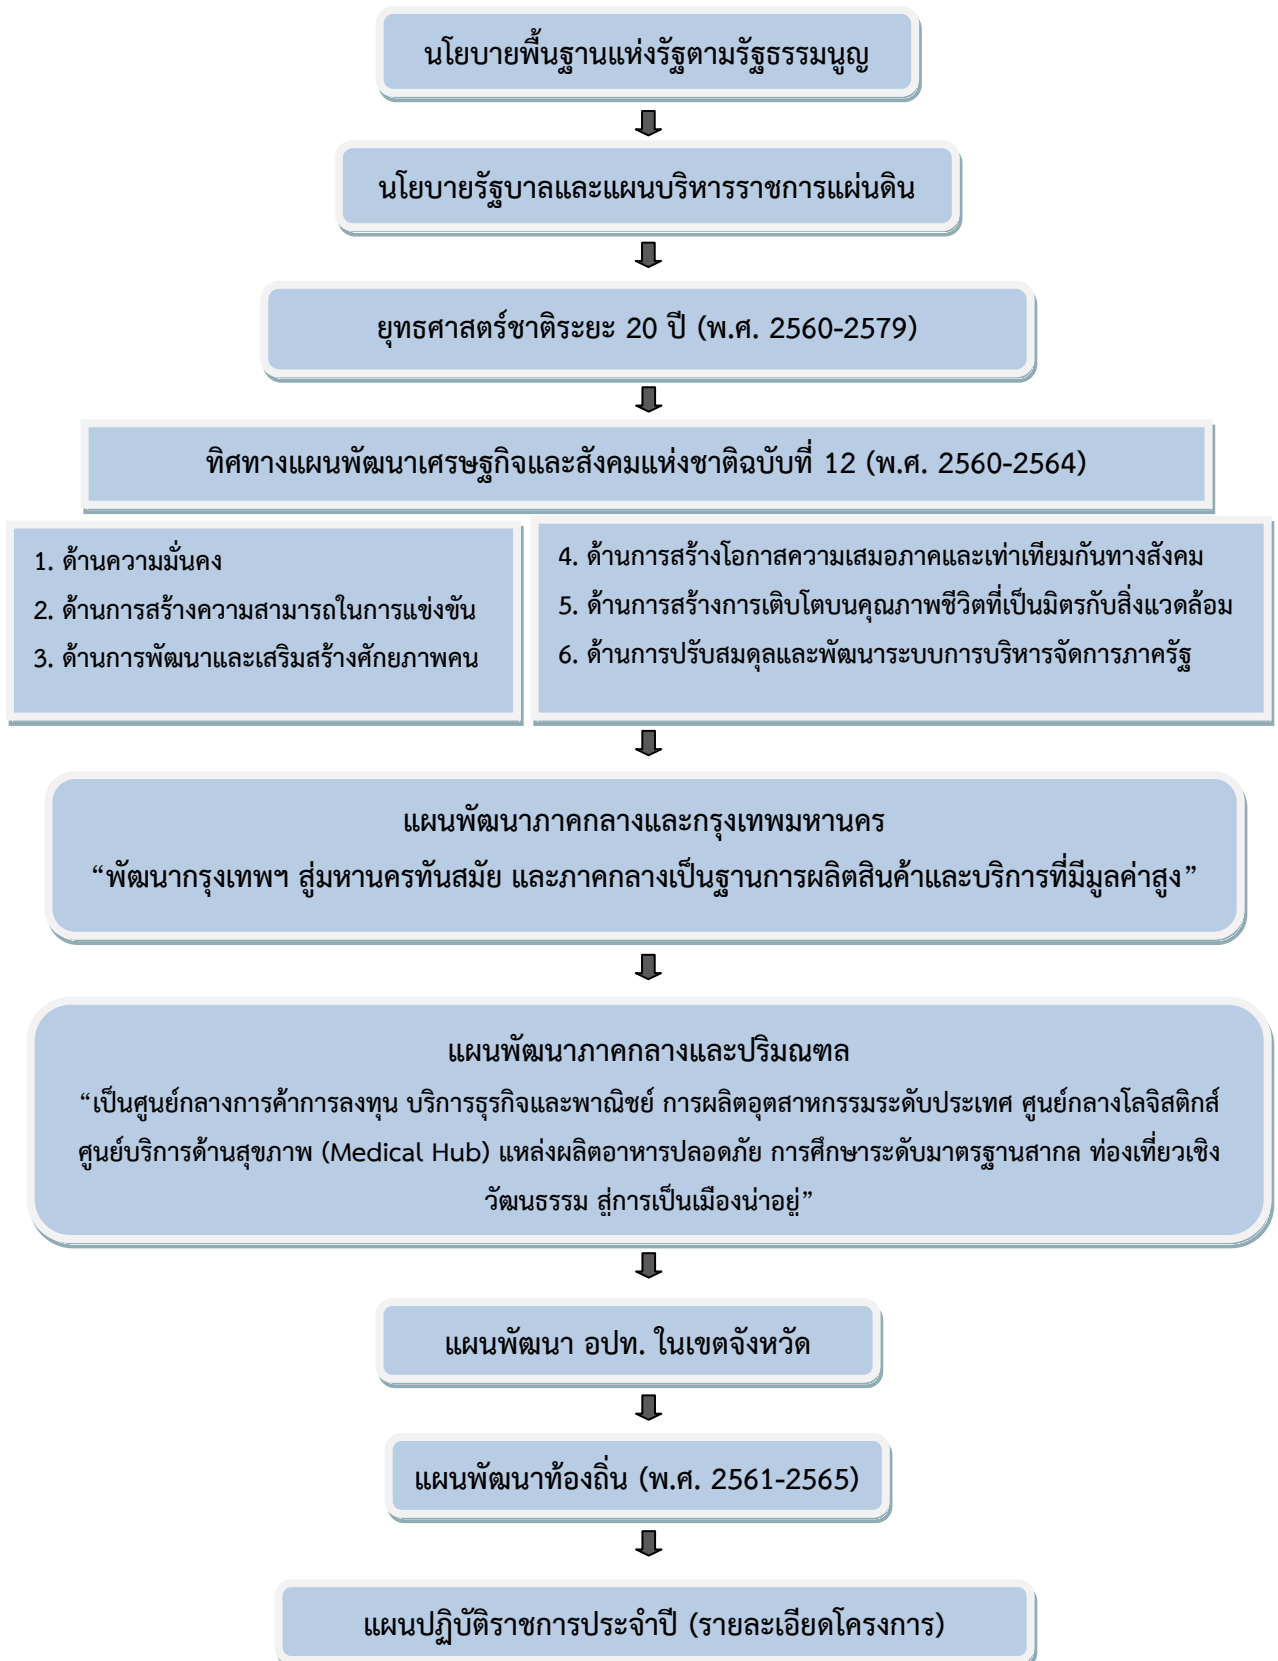 นโยบายพื้นฐานแห่งรัฐตามรัฐธรรมนูญ
นโยบายรัฐบาลและแผนบริหารราชการแผ่นดิน
ยุทธศาสตร์ชาติระยะ 20 ปี (พ.ศ. 2560-2579)
ทิศทางแผนพัฒนาเศรษฐกิจและสังคมแห่งชาติฉบับที่ 12 (พ.ศ. 2560-2564)
1. ด้านความมั่นคง
2. ด้านการสร้างความสามารถในการแข่งขัน
3. ด้านการพัฒนาและเสริมสร้างศักยภาพคน
4. ด้านการสร้างโอกาสความเสมอภาคและเท่าเทียมกันทางสังคม
5. ด้านการสร้างการเติบโตบนคุณภาพชีวิตที่เป็นมิตรกับสิ่งแวดล้อม
6. ด้านการปรับสมดุลและพัฒนาระบบการบริหารจัดการภาครัฐ
แผนพัฒนาภาคกลางและกรุงเทพมหานคร
“พัฒนากรุงเทพฯ สู่มหานครทันสมัย และภาคกลางเป็นฐานการผลิตสินค้าและบริการที่มีมูลค่าสูง”
แผนพัฒนาภาคกลางและปริมณฑล
“เป็นศูนย์กลางการค้าการลงทุน บริการธุรกิจและพาณิชย์ การผลิตอุตสาหกรรมระดับประเทศ ศูนย์กลางโลจิสติกส์
ศูนย์บริการด้านสุขภาพ (Medical Hub) แหล่งผลิตอาหารปลอดภัย การศึกษาระดับมาตรฐานสากล ท่องเที่ยวเชิง
วัฒนธรรม สู่การเป็นเมืองน่าอยู่”
แผนพัฒนา อปท. ในเขตจังหวัด
แผนพัฒนาท้องถิ่น (พ.ศ. 2561-2565)
แผนปฏิบัติราชการประจำปี (รายละเอียดโครงการ)